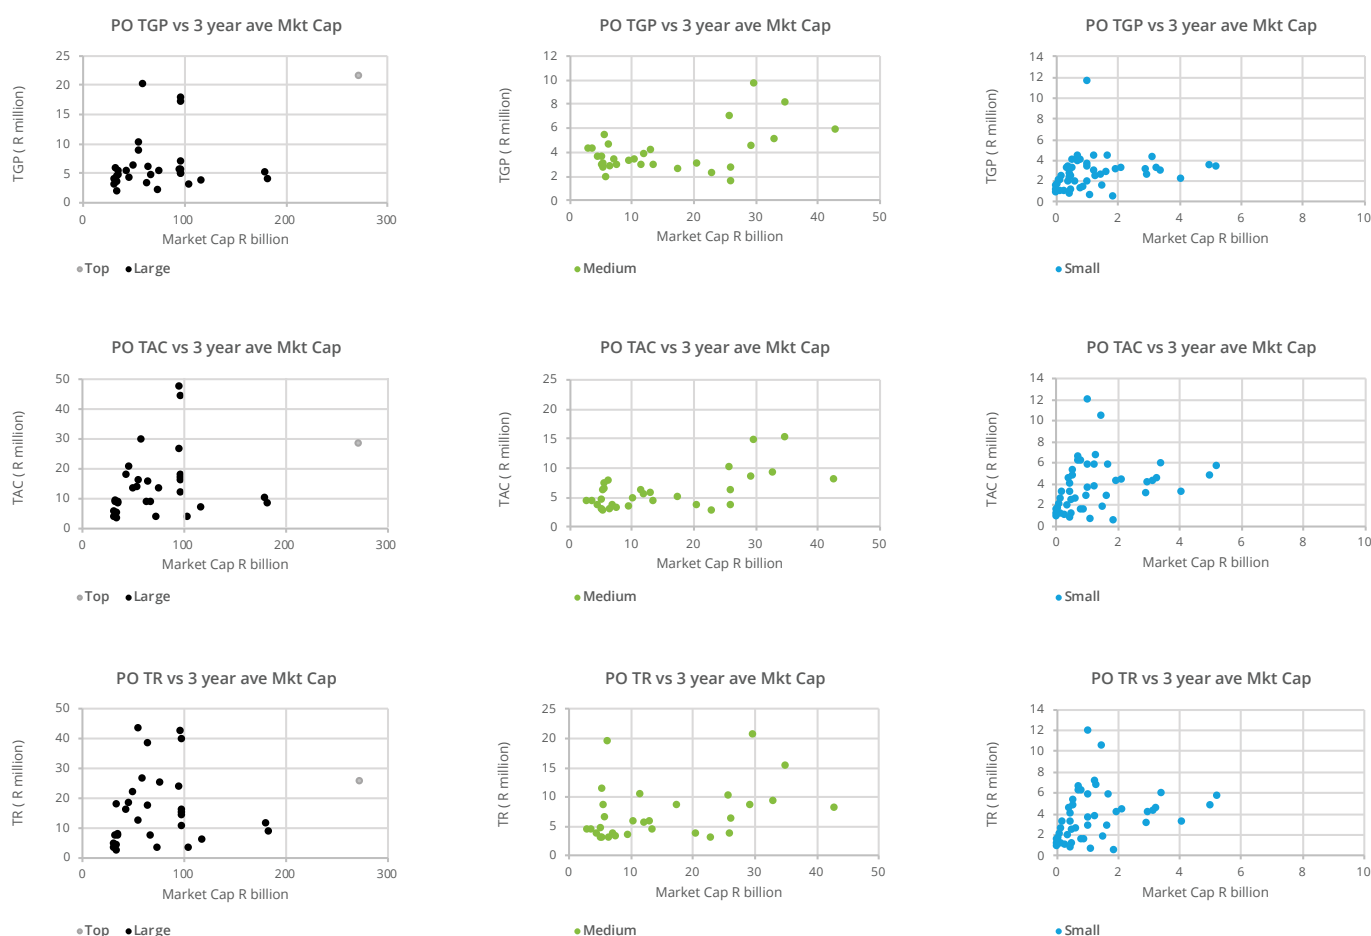 PO TGP vs 3 year ave Mkt Cap
25
20
15
10
5
0
0 100 200 300
TGP ( R million)
Market Cap R billion
Top Large
PO TGP vs 3 year ave Mkt Cap
12
10
8
6
4
2
0
0 10 20 30 40 50
TGP ( R million)
Market Cap R billion
Medium
PO TGP vs 3 year ave Mkt Cap
14
12
10
8
6
4
2
0
0 2 4 6 8 10
TGP ( R million)
Market Cap R billion
Small
PO TAC vs 3 year ave Mkt Cap
50
40
30
20
10
0
0 100 200 300
TAC ( R million)
Market Cap R billion
Top Large
PO TAC vs 3 year ave Mkt Cap
25
20
15
10
5
0
0 10 20 30 40 50
TAC ( R million)
Market Cap R billion
Medium
PO TAC vs 3 year ave Mkt Cap
14
12
10
8
6
4
2
0
0 2 4 6 8 10
TAC ( R million)
Market Cap R billion
Small
PO TR vs 3 year ave Mkt Cap
50
40
30
20
10
0
0 100 200 300
TR ( R million)
Market Cap R billion
Top Large
PO TR vs 3 year ave Mkt Cap
25
20
15
10
5
0
0 10 20 30 40 50
TR ( R million)
Market Cap R billion
Medium
PO TR vs 3 year ave Mkt Cap
14
12
10
8
6
4
2
0
0 2 4 6 8 10
TR ( R million)
Market Cap R billion
Small